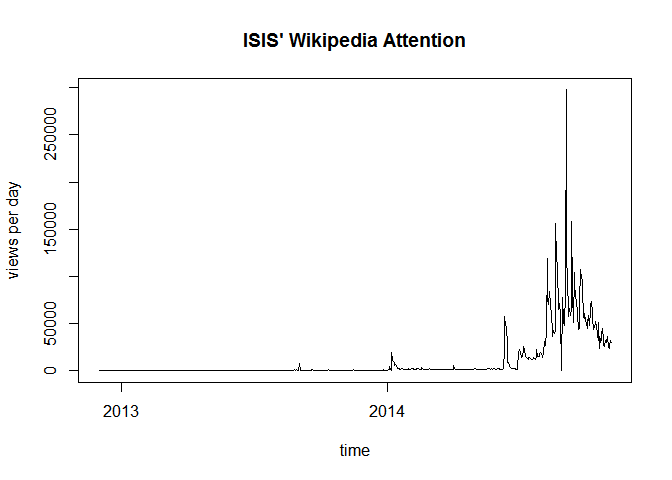 ISIS' Wikipedia Attention
views per day
250000
150000
50000
0
2013 2014
time